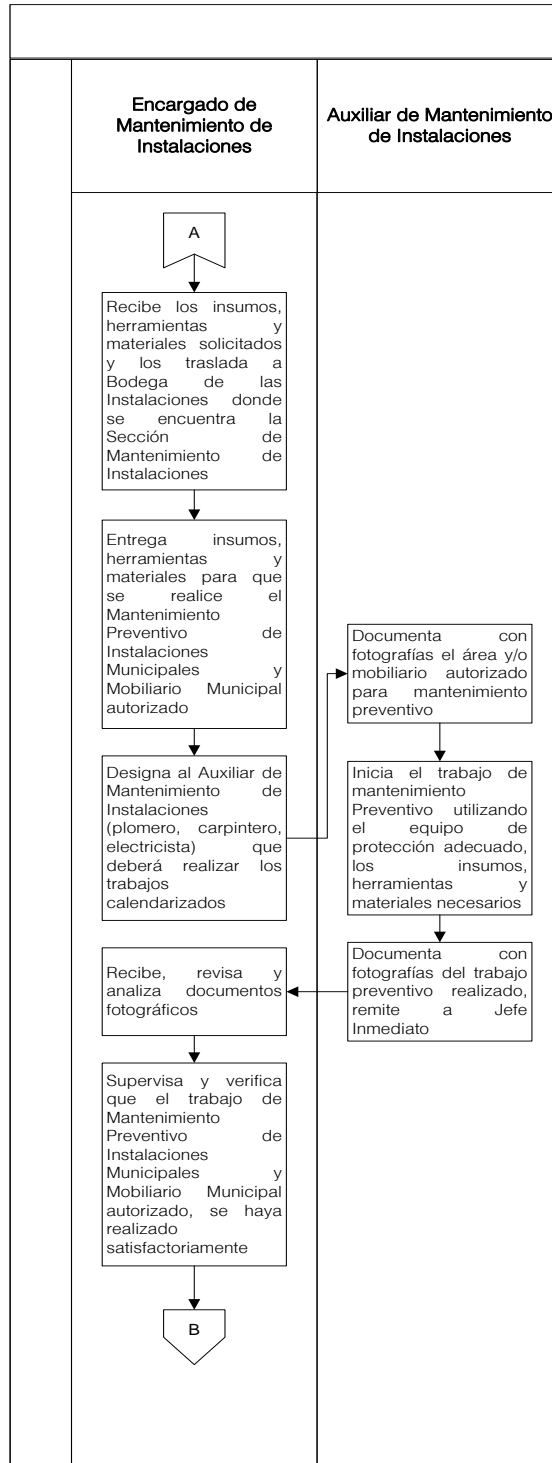 Encargado de
Mantenimiento de
Instalaciones
Auxiliar de Mantenimiento
de Instalaciones
A
Recibe los insumos,
herramientas y
materiales solicitados
y los traslada a
Bodega de las
Instalaciones donde
se encuentra la
Sección de
Mantenimiento de
Instalaciones
Entrega insumos,
herramientas y
materiales para que
se realice el
Mantenimiento
Preventivo de
Instalaciones
Municipales y
Mobiliario Municipal
autorizado
Designa al Auxiliar de
Mantenimiento de
Instalaciones
(plomero, carpintero,
electricista) que
deberá realizar los
trabajos
calendarizados
Documenta con
fotografías el área y/o
mobiliario autorizado
para mantenimiento
preventivo
Inicia el trabajo de
mantenimiento
Preventivo utilizando
el equipo de
protección adecuado,
los insumos,
herramientas y
materiales necesarios
Documenta con
fotografías del trabajo
preventivo realizado,
remite a Jefe
Inmediato
Recibe, revisa y
analiza documentos
fotográficos
Supervisa y verifica
que el trabajo de
Mantenimiento
Preventivo de
Instalaciones
Municipales y
Mobiliario Municipal
autorizado, se haya
realizado
satisfactoriamente
B